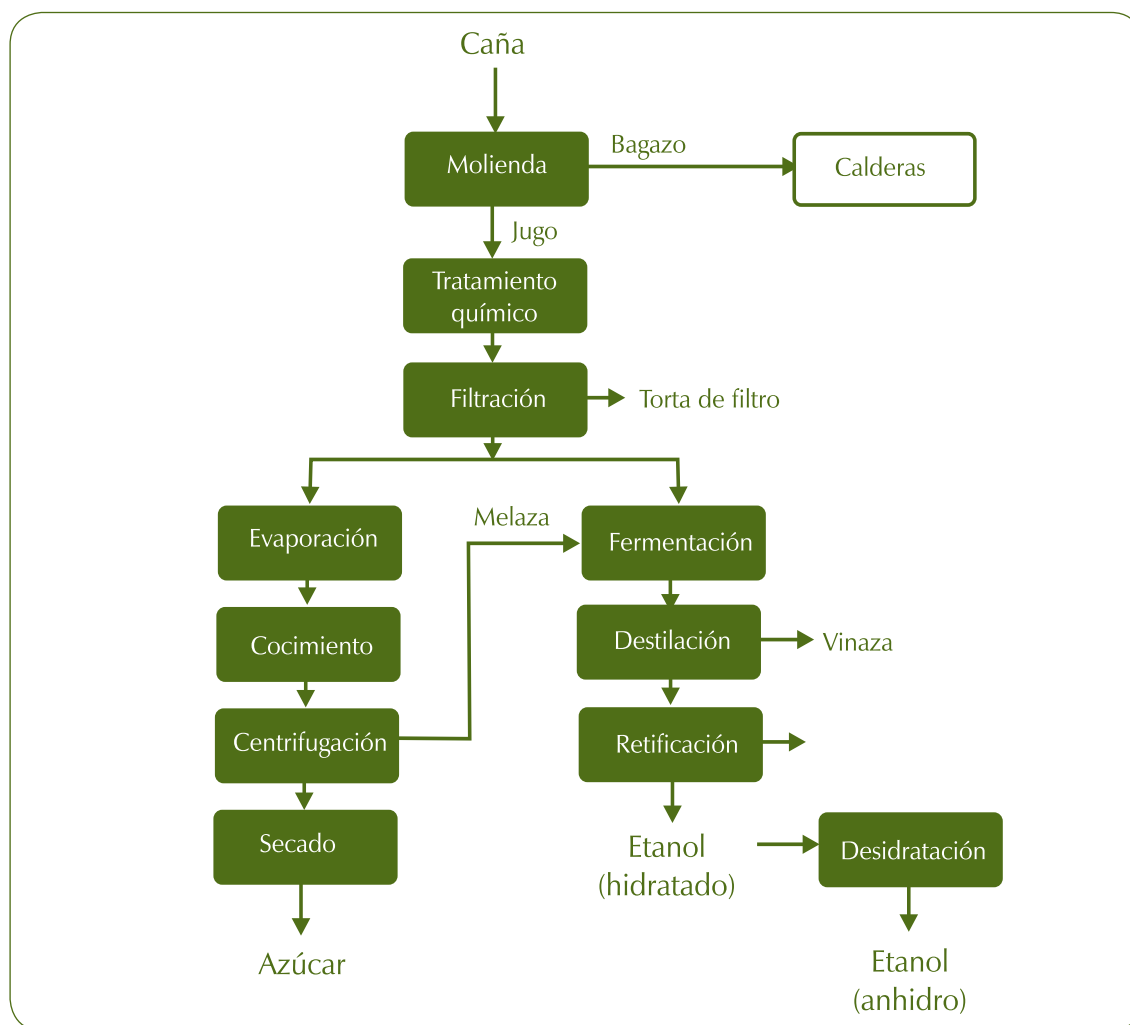 Caña
Molienda
Bagazo
Calderas
Jugo
Tratamiento
químico
Filtración
Torta de filtro
Evaporación
Melaza
Fermentación
Cocimiento
Destilación
Vinaza
Centrifugación
Retificación
Secado
Etanol
(hidratado)
Desidratación
Azúcar
Etanol
(anhidro)